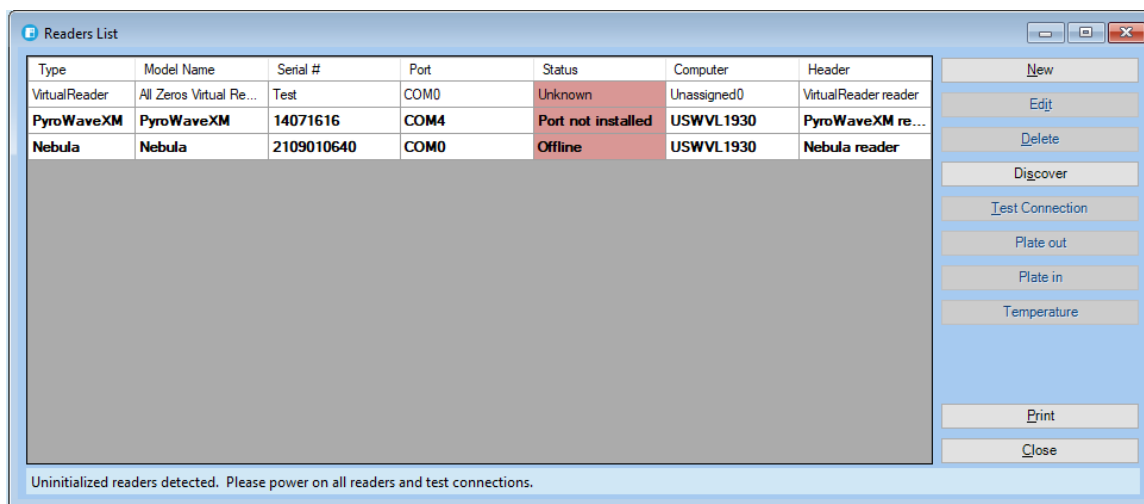 Readers List
Type Model Name Serial # Port Status Computer Header
VirtualReader All Zeros Virtual Re... Test COM0 Unknown Unassigned0 VirtualReader reader
PyroWaveXM PyroWaveXM 14071616 COM4 Port not installed USWVL1930 PyroWaveXM re...
Nebula Nebula 2109010640 COM0 Offline USWVL1930 Nebula reader
New
Edit
Delete
Discover
Test Connection
Plate out
Plate in
Temperature
Print
Close
Uninitialized readers detected. Please power on all readers and test connections.